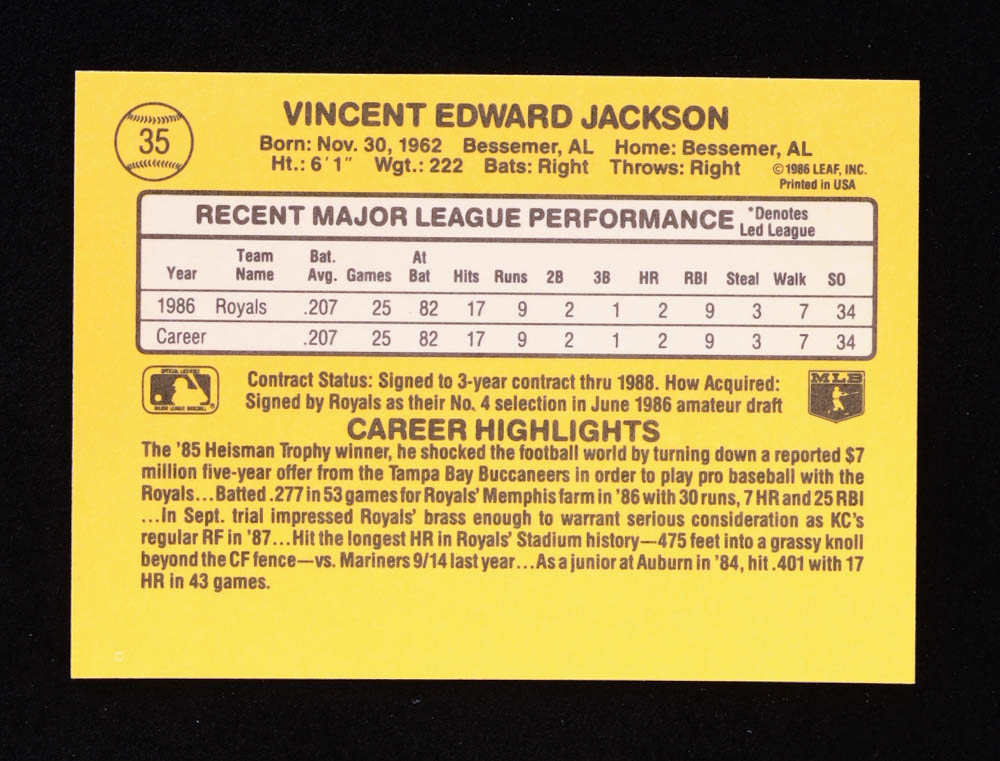 35
VINCENT EDWARD JACKSON
Born: Nov. 30, 1962 Bessemer, AL Home: Bessemer, AL
Ht.: 6´1´´ Wgt.: 222 Bats: Right Throws: Right
©1986 LEAF, INC.
Printed in USA
RECENT MAJOR LEAGUE PERFORMANCE *Denotes
Led League
Year Team Name Bat. Avg. Games At Bat Hits Runs 2B 3B HR RBI Steal Walk SO
1986 Royals .207 25 82 17 9 2 1 2 9 3 7 34
Career .207 25 82 17 9 2 1 2 9 3 7 34
OFFICIAL LICENSEE
MAJOR LEAGUE BASEBALL ®
Contract Status: Signed to 3-year contract thru 1988. How Acquired:
Signed by Royals as their No. 4 selection in June 1986 amateur draft
MLB
CAREER HIGHLIGHTS
The '85 Heisman Trophy winner, he shocked the football world by turning down a reported $7
million five-year offer from the Tampa Bay Buccaneers in order to play pro baseball with the
Royals...Batted .277 in 53 games for Royals' Memphis farm in '86 with 30 runs, 7 HR and 25 RBI
...In Sept. trial impressed Royals' brass enough to warrant serious consideration as KC's
regular RF in '87...Hit the longest HR in Royals' Stadium history—475 feet into a grassy knoll
beyond the CF fence—vs. Mariners 9/14 last year...As a junior at Auburn in '84, hit .401 with 17
HR in 43 games.